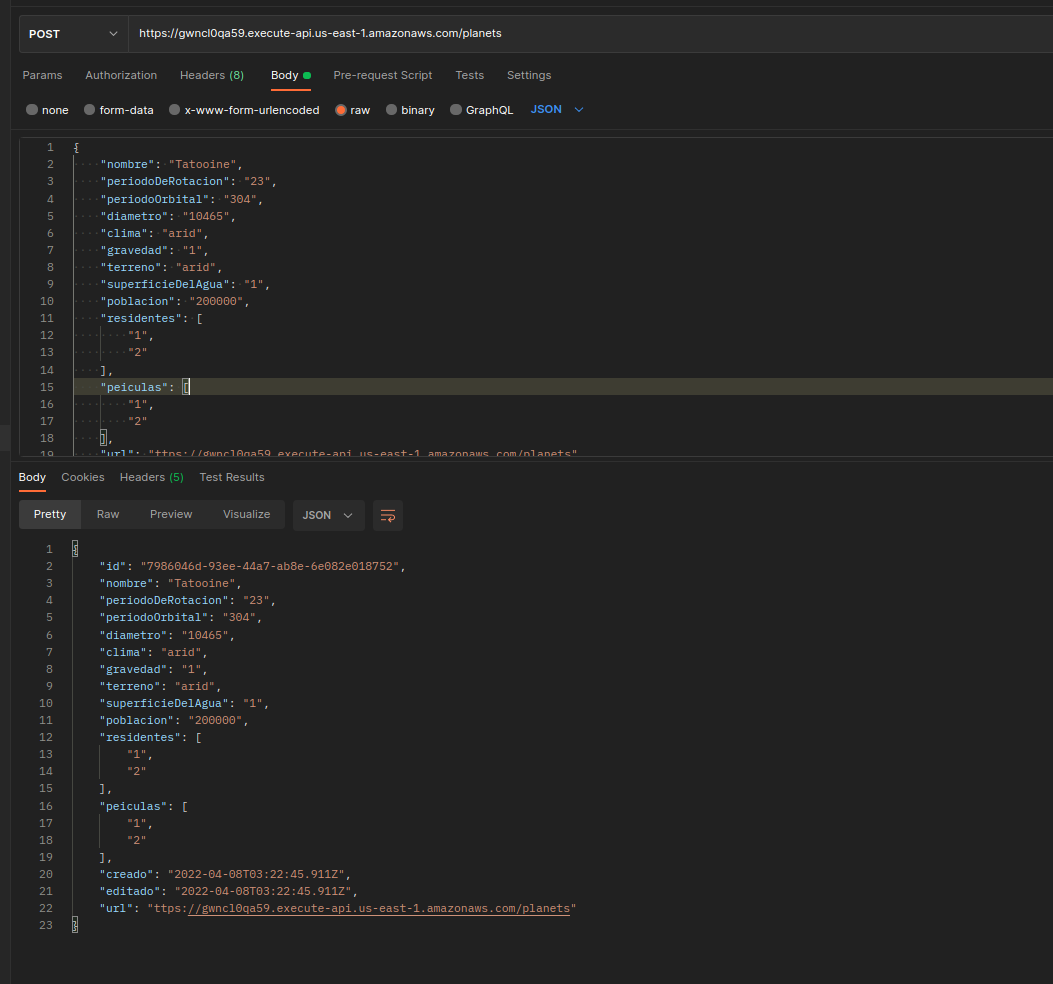 POST https://gwncl0qa59.execute-api.us-east-1.amazonaws.com/planets
Params Authorization Headers (8) Body Pre-request Script Tests Settings
none form-data x-www-form-urlencoded raw binary GraphQL JSON
1 {
2 "nombre": "Tatooine",
3 "periodoDeRotacion": "23",
4 "periodoOrbital": "304",
5 "diametro": "10465",
6 "clima": "arid",
7 "gravedad": "1",
8 "terreno": "arid",
9 "superficieDelAgua": "1",
10 "poblacion": "200000",
11 "residentes": [
12 "1",
13 "2"
14 ],
15 "peiculas": [
16 "1",
17 "2"
18 ],
19 "url": "ttps://gwncl0qa59.execute-api.us-east-1.amazonaws.com/planets"
Body Cookies Headers (5) Test Results
Pretty Raw Preview Visualize JSON
1 {
2 "id": "7986046d-93ee-44a7-ab8e-6e082e018752",
3 "nombre": "Tatooine",
4 "periodoDeRotacion": "23",
5 "periodoOrbital": "304",
6 "diametro": "10465",
7 "clima": "arid",
8 "gravedad": "1",
9 "terreno": "arid",
10 "superficieDelAgua": "1",
11 "poblacion": "200000",
12 "residentes": [
13 "1",
14 "2"
15 ],
16 "peiculas": [
17 "1",
18 "2"
19 ],
20 "creado": "2022-04-08T03:22:45.911Z",
21 "editado": "2022-04-08T03:22:45.911Z",
22 "url": "ttps://gwncl0qa59.execute-api.us-east-1.amazonaws.com/planets"
23 }